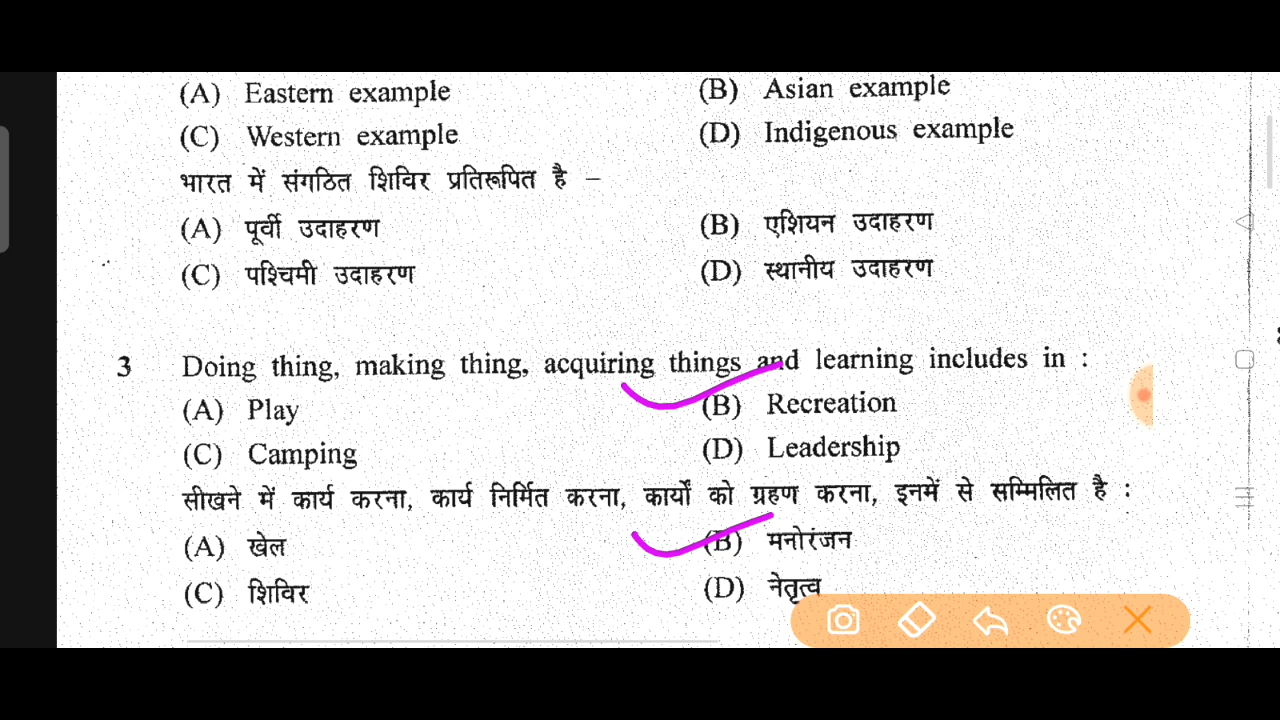 (A) Eastern example (B) Asian example
(C) Western example (D) Indigenous example
भारत में संगठित शिविर प्रतिरूपित है –
(A) पूर्वी उदाहरण (B) एशियन उदाहरण
(C) पश्चिमी उदाहरण (D) स्थानीय उदाहरण
3 Doing thing, making thing, acquiring things and learning includes in :
(A) Play (B) Recreation
(C) Camping (D) Leadership
सीखने में कार्य करना, कार्य निर्मित करना, कार्यों को ग्रहण करना, इनमें से सम्मिलित है :
(A) खेल (B) मनोरंजन
(C) शिविर (D) नेतृत्व